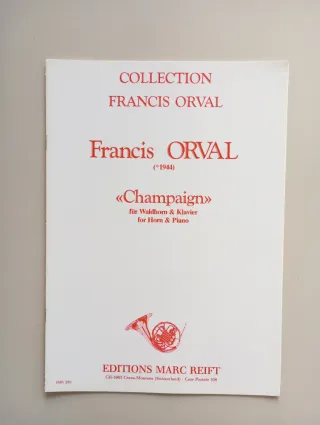 COLLECTION
FRANCIS ORVAL
Francis ORVAL
(*1944)
«Champaign»
für Waldhorn & Klavier
for Horn & Piano
EDITIONS MARC REIFT